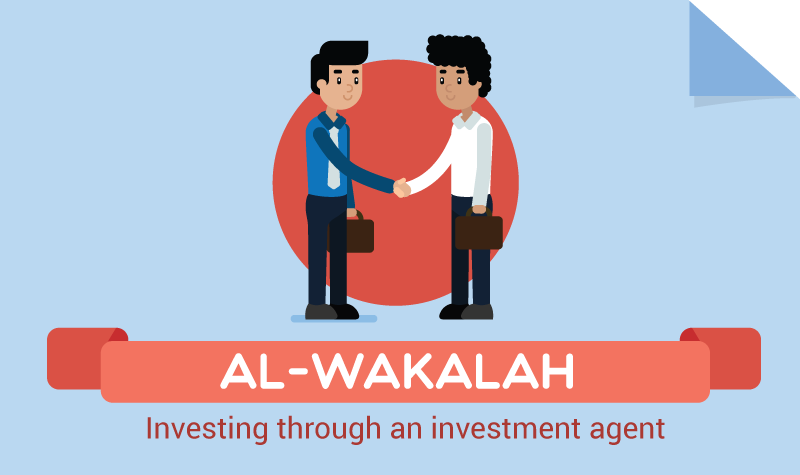 AL-WAKALAH
Investing through an investment agent